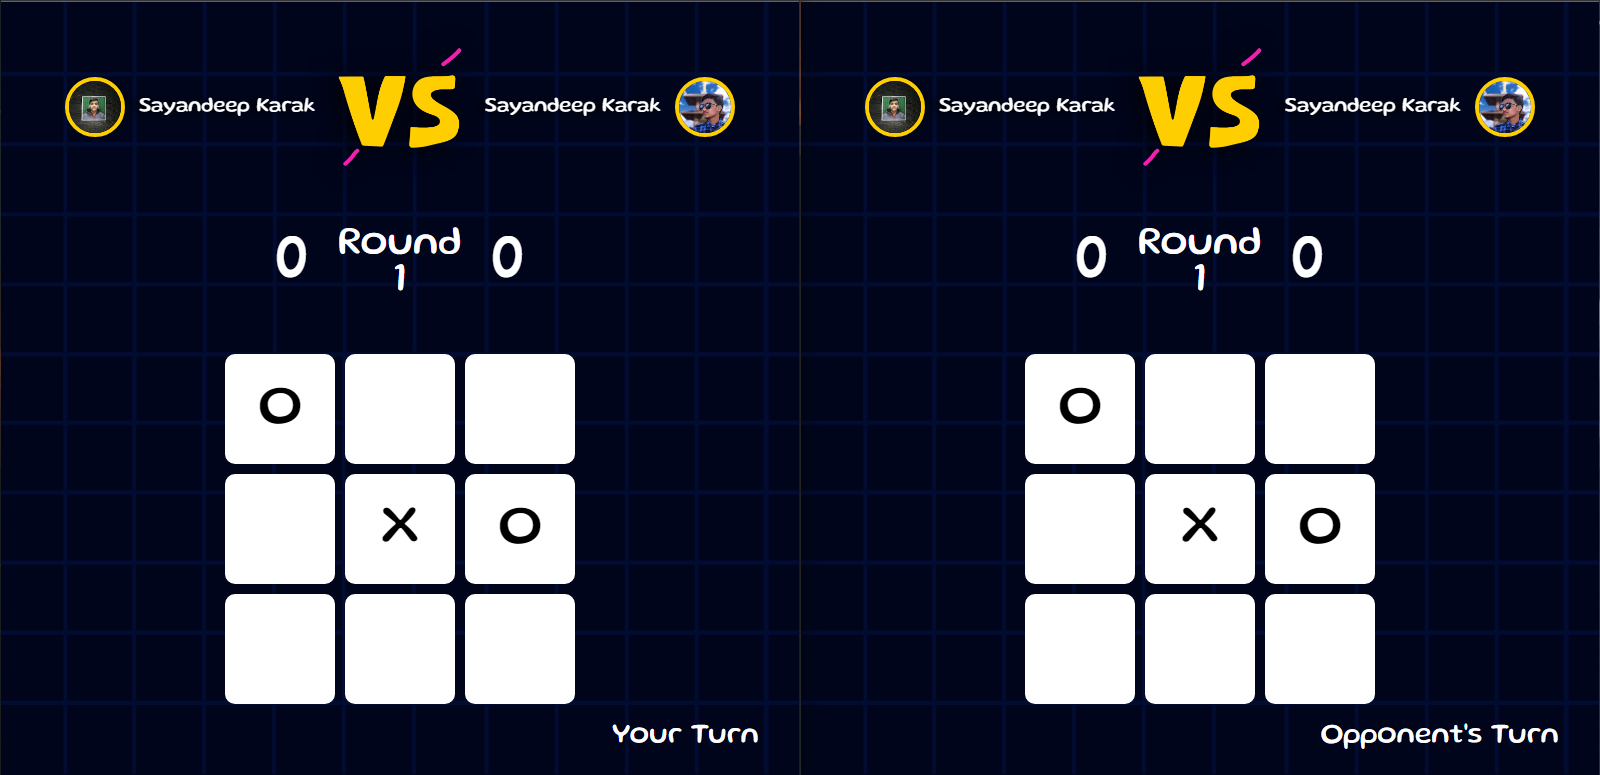 Sayandeep Karak VS Sayandeep Karak
0 Round 0
1
O
X O
Your Turn
Sayandeep Karak VS Sayandeep Karak
0 Round 0
1
O
X O
Opponent's Turn